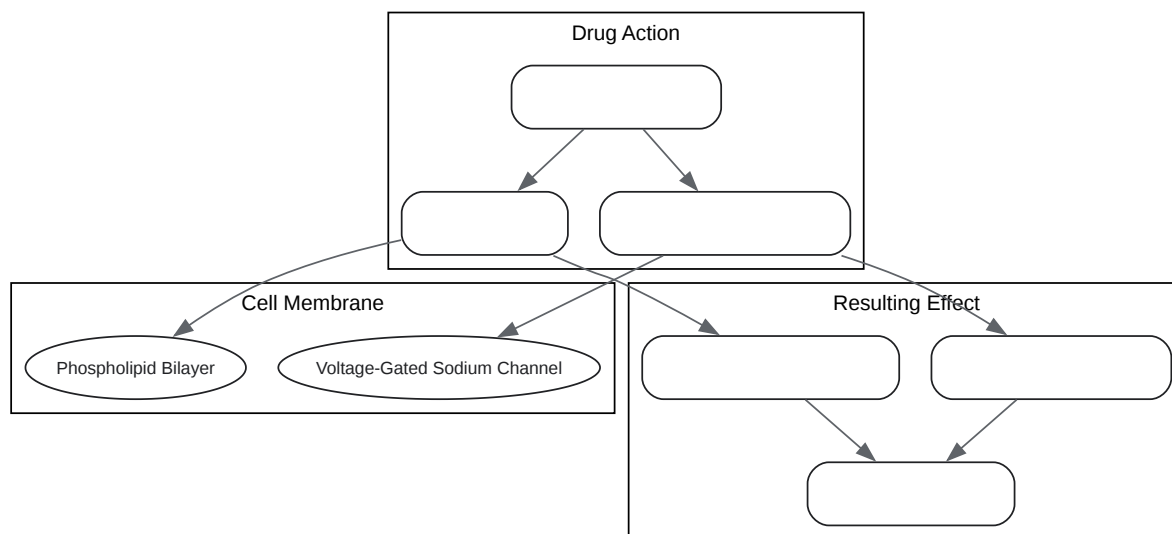 Drug Action
Cell Membrane
Resulting Effect
Phospholipid Bilayer
Voltage-Gated Sodium Channel